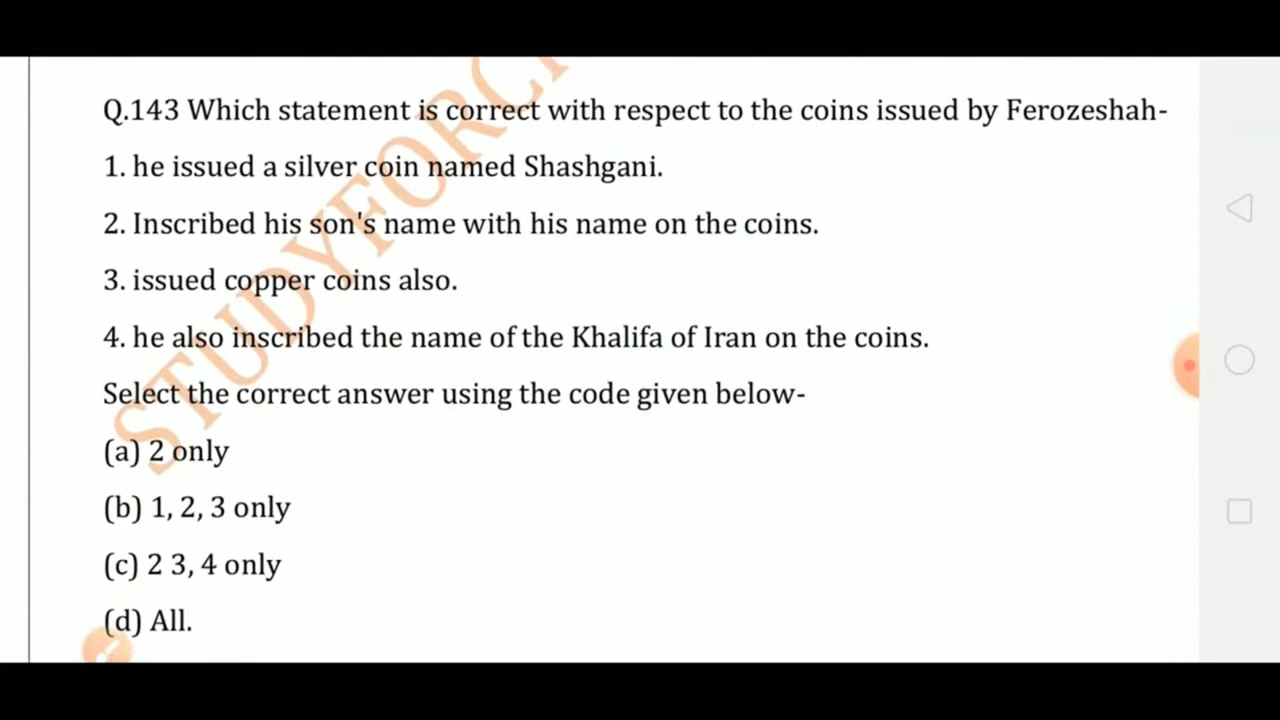 Q.143 Which statement is correct with respect to the coins issued by Ferozeshah-
1. he issued a silver coin named Shashgani.
2. Inscribed his son's name with his name on the coins.
3. issued copper coins also.
4. he also inscribed the name of the Khalifa of Iran on the coins.
Select the correct answer using the code given below-
(a) 2 only
(b) 1, 2, 3 only
(c) 2 3, 4 only
(d) All.
STUDYFORCI